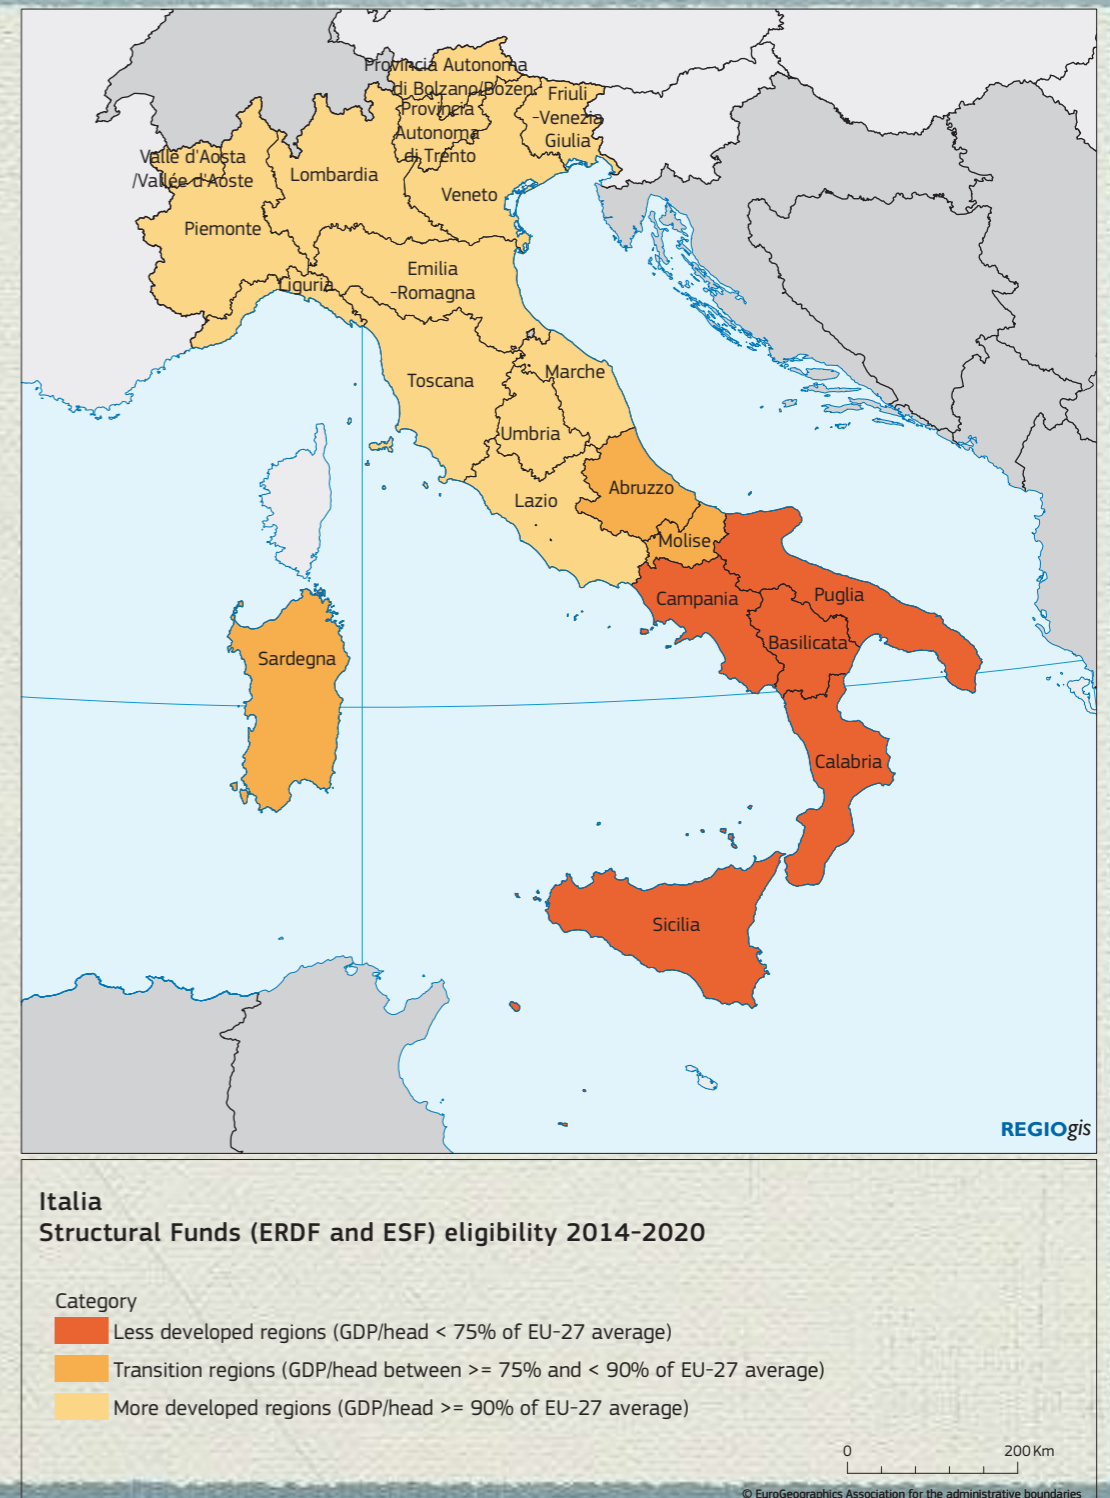 Provincia Autonoma
di Bolzano/Bozen
Provincia
Autonoma
di Trento
Friuli
-Venezia
Giulia
Valle d'Aosta
/Vallée d'Aoste
Lombardia
Veneto
Piemonte
Emilia
-Romagna
Liguria
Toscana
Marche
Umbria
Lazio
Abruzzo
Molise
Campania
Puglia
Basilicata
Sardegna
Calabria
Sicilia
REGIOgis
Italia
Structural Funds (ERDF and ESF) eligibility 2014-2020
Category
Less developed regions (GDP/head < 75% of EU-27 average)
Transition regions (GDP/head between >= 75% and < 90% of EU-27 average)
More developed regions (GDP/head >= 90% of EU-27 average)
0 200 Km
© EuroGeographics Association for the administrative boundaries